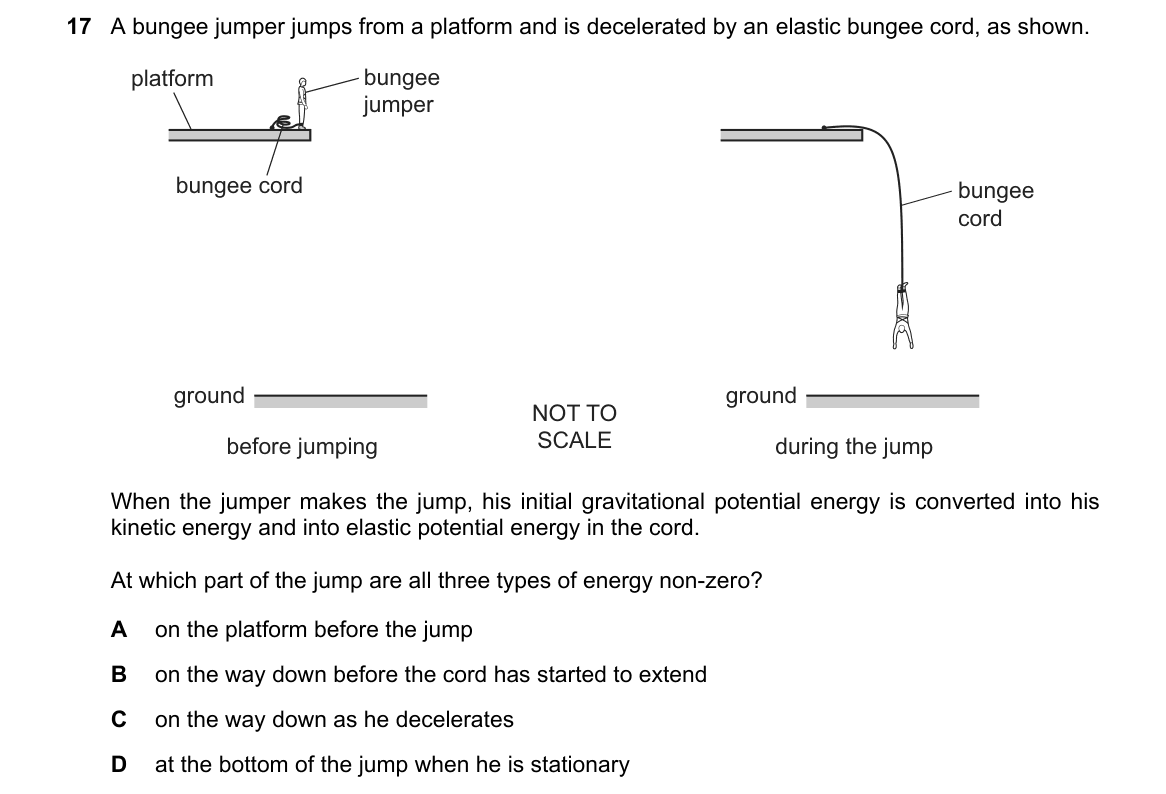 17 A bungee jumper jumps from a platform and is decelerated by an elastic bungee cord, as shown.
platform
bungee
jumper
bungee cord
bungee
cord
ground
NOT TO
SCALE
ground
before jumping
during the jump
When the jumper makes the jump, his initial gravitational potential energy is converted into his
kinetic energy and into elastic potential energy in the cord.
At which part of the jump are all three types of energy non-zero?
A on the platform before the jump
B on the way down before the cord has started to extend
C on the way down as he decelerates
D at the bottom of the jump when he is stationary